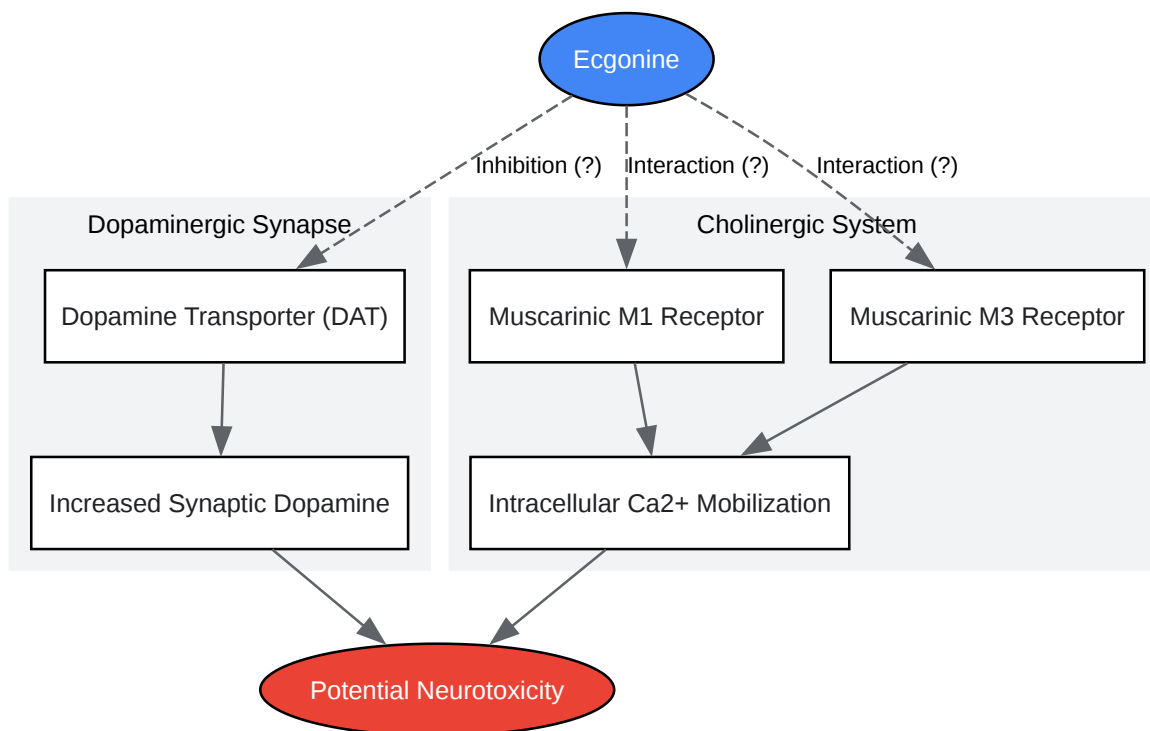 Ecgonine
Inhibition (?)
Interaction (?)
Interaction (?)
Dopaminergic Synapse
Cholinergic System
Dopamine Transporter (DAT)
Muscarinic M1 Receptor
Muscarinic M3 Receptor
Increased Synaptic Dopamine
Intracellular Ca2+ Mobilization
Potential Neurotoxicity